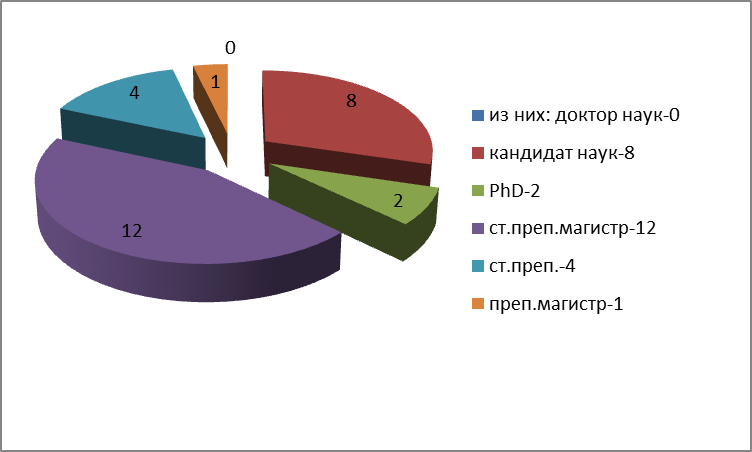 0
1
4
8
2
12
из них: доктор наук-0
кандидат наук-8
PhD-2
ст.преп.магистр-12
ст.преп.-4
преп.магистр-1